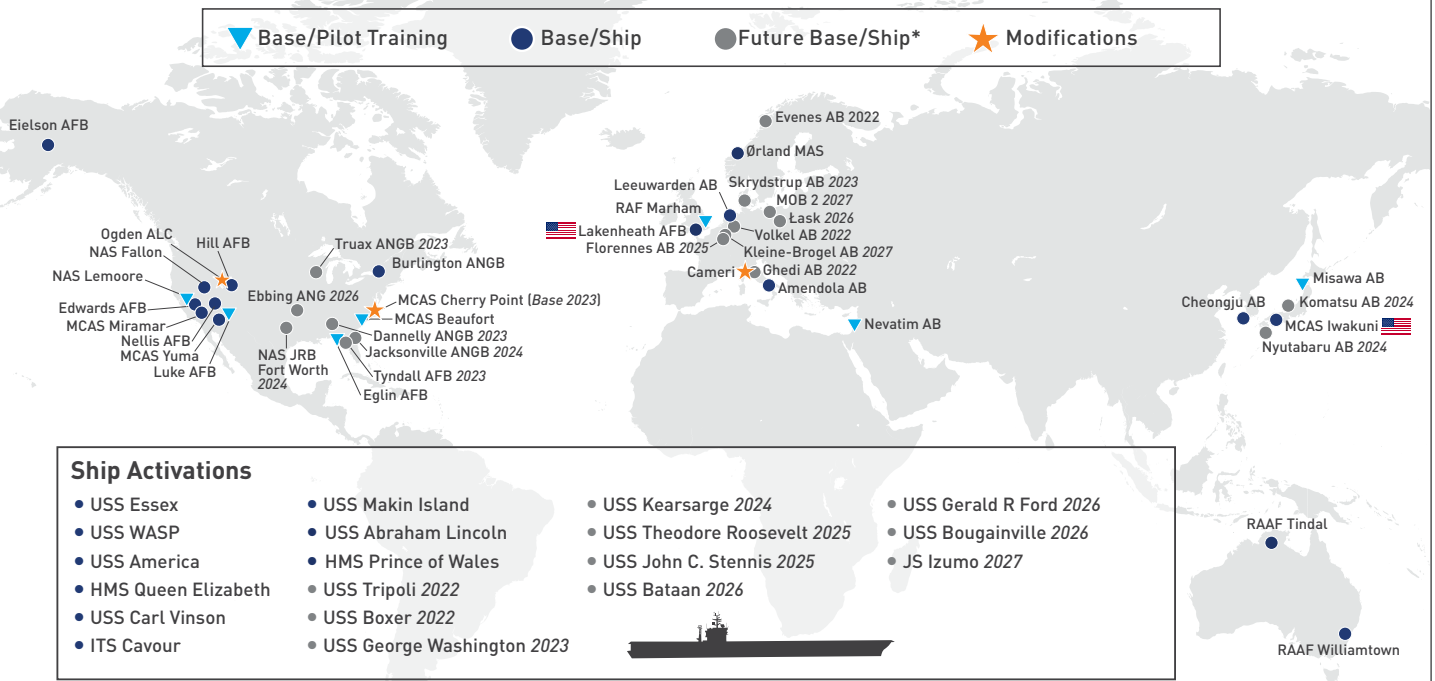 Base/Pilot Training
Base/Ship
Future Base/Ship*
Modifications
Eielson AFB
Ogden ALC
Hill AFB
NAS Fallon
NAS Lemoore
Edwards AFB
MCAS Miramar
Nellis AFB
MCAS Yuma
Luke AFB
Truax ANGB 2023
Burlington ANGB
Ebbing ANG 2026
MCAS Cherry Point (Base 2023)
MCAS Beaufort
Dannelly ANGB 2023
Jacksonville ANGB 2024
NAS JRB
Fort Worth
2024
Tyndall AFB 2023
Eglin AFB
Evenes AB 2022
Ørland MAS
Skrydstrup AB 2023
Leeuwarden AB
MOB 2 2027
RAF Marham
Łask 2026
Lakenheath AFB
Volkel AB 2022
Florennes AB 2025
Kleine-Brogel AB 2027
Cameri
Ghedi AB 2022
Amendola AB
Nevatim AB
Misawa AB
Cheongju AB
Komatsu AB 2024
MCAS Iwakuni
Nyutabaru AB 2024
RAAF Tindal
RAAF Williamtown
Ship Activations
USS Essex
USS WASP
USS America
HMS Queen Elizabeth
USS Carl Vinson
ITS Cavour
USS Makin Island
USS Abraham Lincoln
HMS Prince of Wales
USS Tripoli 2022
USS Boxer 2022
USS George Washington 2023
USS Kearsarge 2024
USS Theodore Roosevelt 2025
USS John C. Stennis 2025
USS Bataan 2026
USS Gerald R Ford 2026
USS Bougainville 2026
JS Izumo 2027